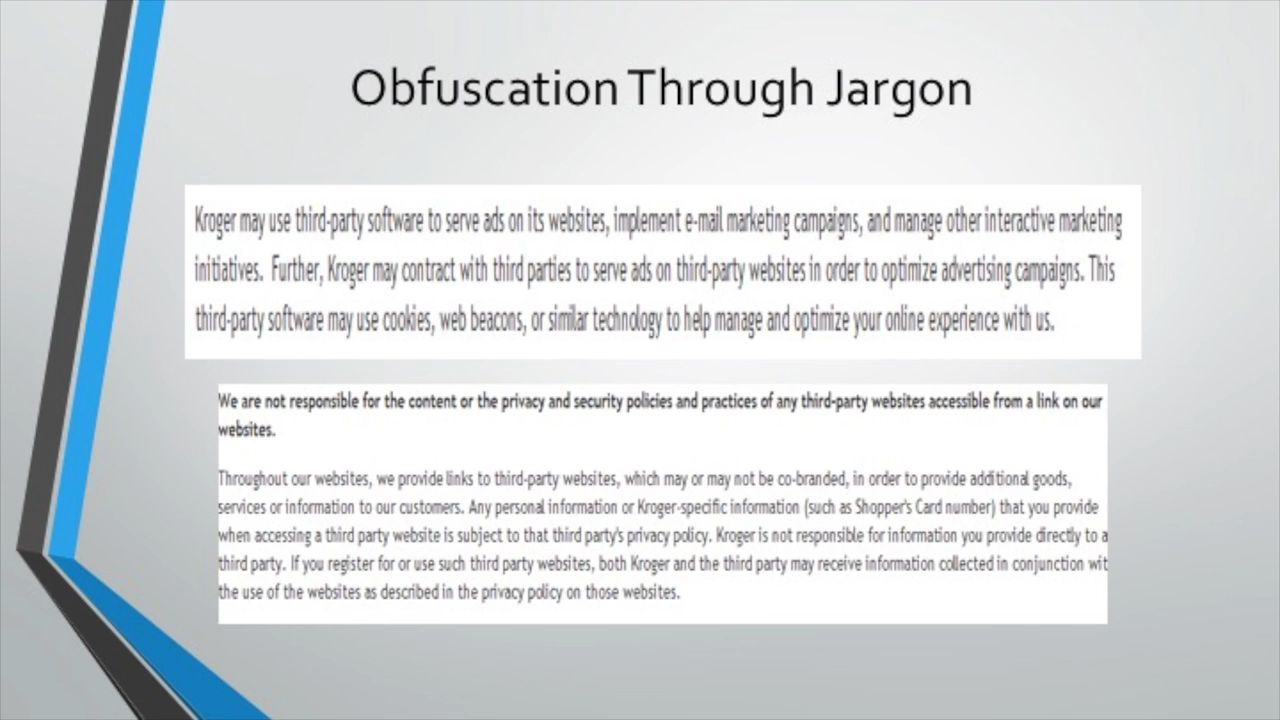 Obfuscation Through Jargon
Kroger may use third-party software to serve ads on its websites, implement e-mail marketing campaigns, and manage other interactive marketing
initiatives.  Further, Kroger may contract with third parties to serve ads on third-party websites in order to optimize advertising campaigns. This
third-party software may use cookies, web beacons, or similar technology to help manage and optimize your online experience with us.
We are not responsible for the content or the privacy and security policies and practices of any third-party websites accessible from a link on our
websites.
Throughout our websites, we provide links to third-party websites, which may or may not be co-branded, in order to provide additional goods,
services or information to our customers. Any personal information or Kroger-specific information (such as Shopper's Card number) that you provide
when accessing a third party website is subject to that third party's privacy policy. Kroger is not responsible for information you provide directly to a
third party. If you register for or use such third party websites, both Kroger and the third party may receive information collected in conjunction wit
the use of the websites as described in the privacy policy on those websites.